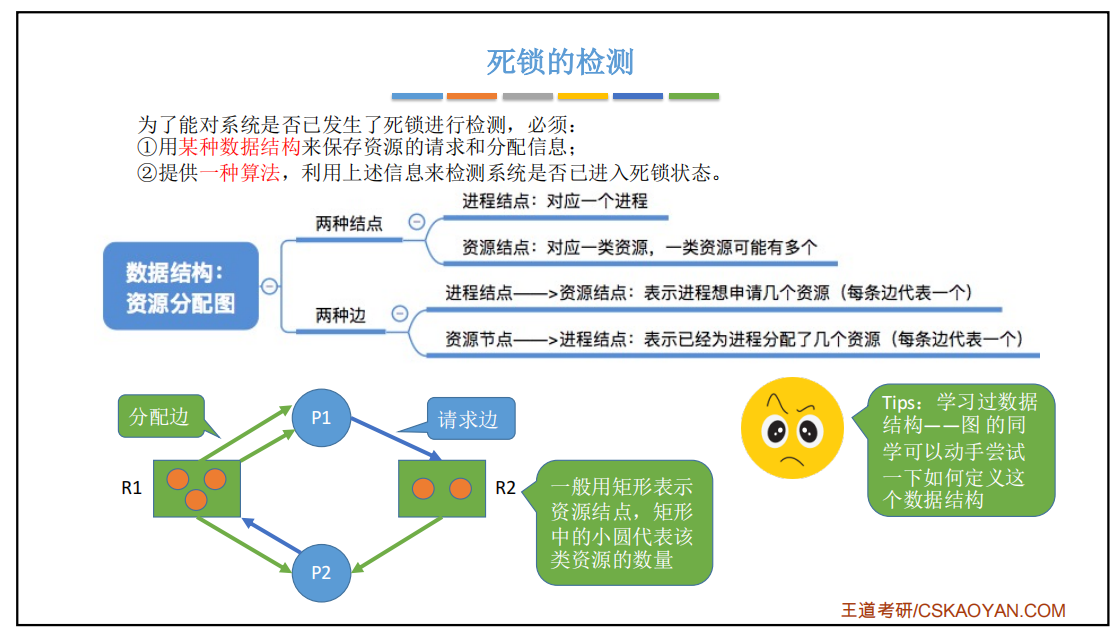 死锁的检测
为了能对系统是否已发生了死锁进行检测，必须：
①用某种数据结构来保存资源的请求和分配信息；
②提供一种算法，利用上述信息来检测系统是否已进入死锁状态。
数据结构：
资源分配图
两种结点
进程结点：对应一个进程
资源结点：对应一类资源，一类资源可能有多个
两种边
进程结点——>资源结点：表示进程想申请几个资源（每条边代表一个）
资源节点——>进程结点：表示已经为进程分配了几个资源（每条边代表一个）
分配边
P1
请求边
R1
R2
P2
一般用矩形表示
资源结点，矩形
中的小圆代表该
类资源的数量
Tips：学习过数据
结构——图 的同
学可以动手尝试
一下如何定义这
个数据结构
王道考研/CSKAOYAN.COM